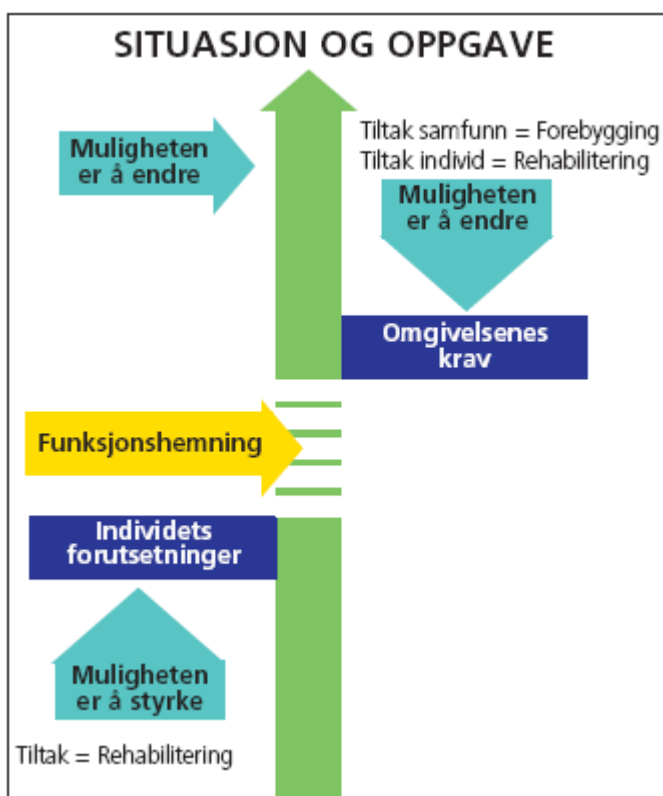 SITUASJON OG OPPGAVE
Muligheten
er å endre
Tiltak samfunn = Forebygging
Tiltak individ = Rehabilitering
Muligheten
er å endre
Omgivelsenes
krav
Funksjonshemning
Individets
forutsetninger
Muligheten
er å styrke
Tiltak = Rehabilitering